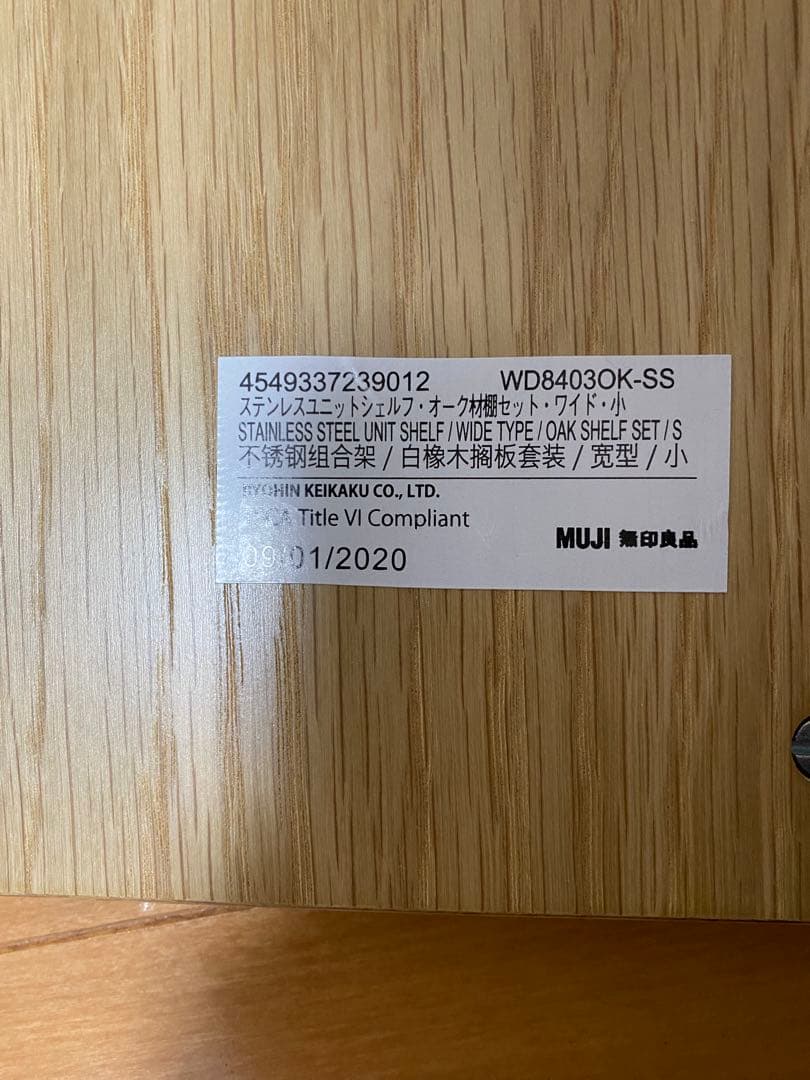 4549337239012 WD8403OK-SS
ステンレスユニットシェルフ・オーク材棚セット・ワイド・小
STAINLESS STEEL UNIT SHELF / WIDE TYPE / OAK SHELF SET / S
不锈钢组合架 / 白橡木搁板套装 / 宽型 / 小
RYOHIN KEIKAKU CO., LTD.
Title VI Compliant
MUJI 無印良品
09/01/2020